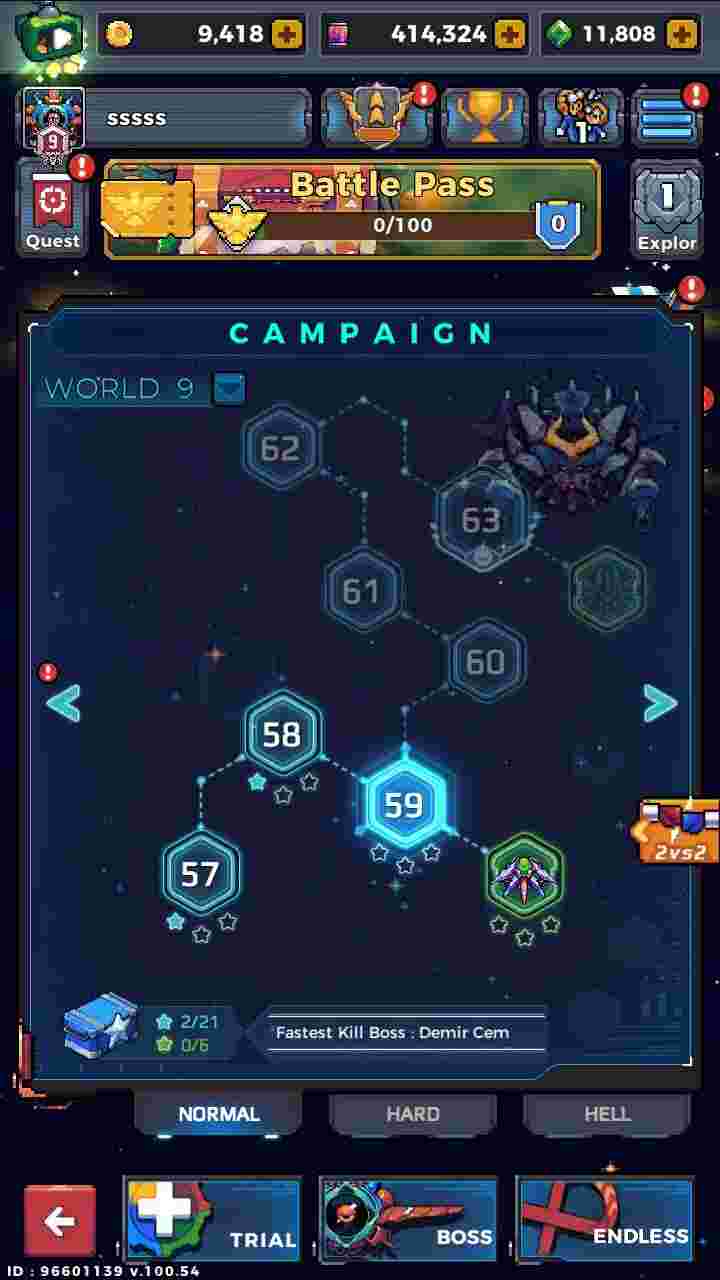 9,418
414,324
11,808
9
sssss
1
Quest
Battle Pass
0/100
0
1
Explor
CAMPAIGN
WORLD 9
62
63
61
60
58
59
57
2vs2
2/21
0/6
Fastest Kill Boss : Demir Cem
NORMAL
HARD
HELL
TRIAL
BOSS
ENDLESS
ID : 96601139 v.100.54